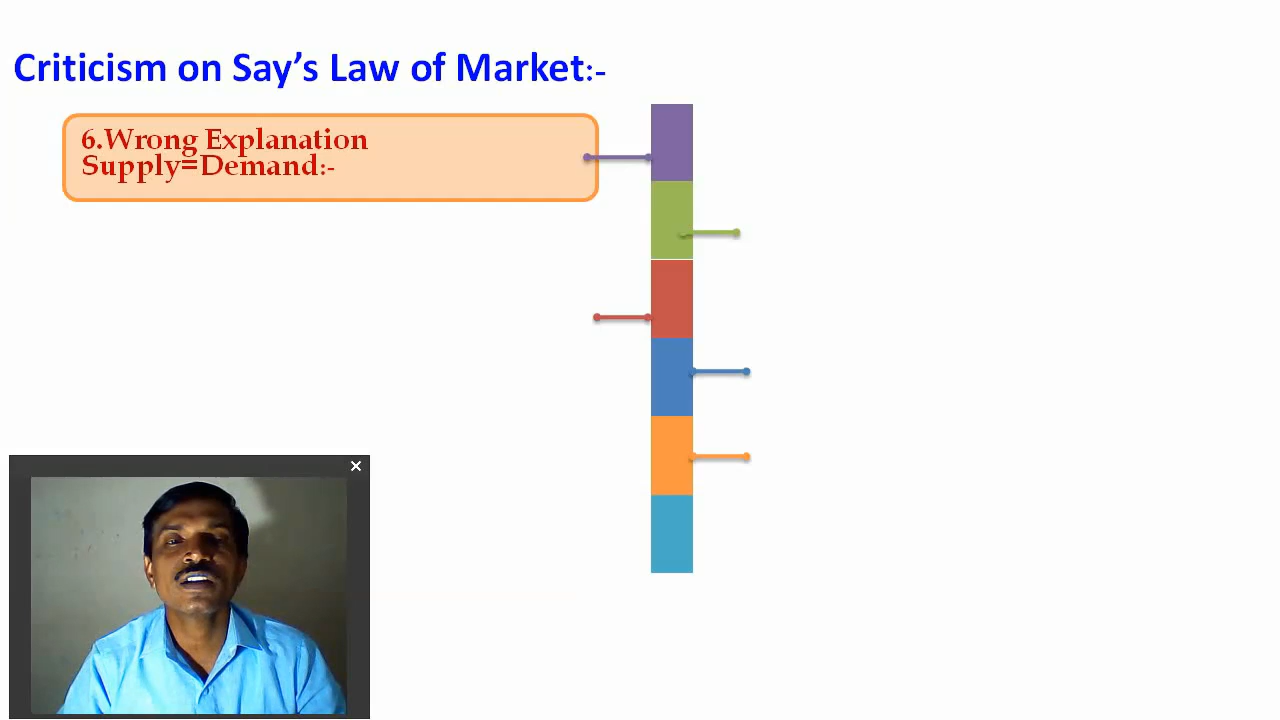 Criticism on Say’s Law of Market:-
6.Wrong Explanation
Supply=Demand:-